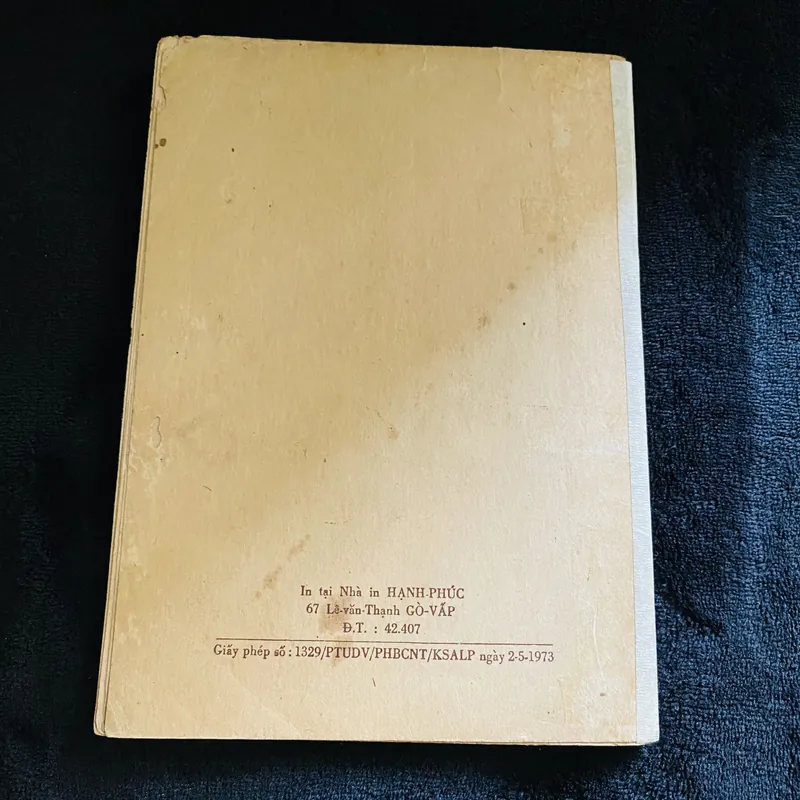 In tại Nhà in HẠNH-PHÚC
67 Lê-văn-Thạnh GÒ-VẤP
Đ.T. : 42.407
Giấy phép số : 1329/PTUDV/PHBCNT/KSALP ngày 2-5-1973